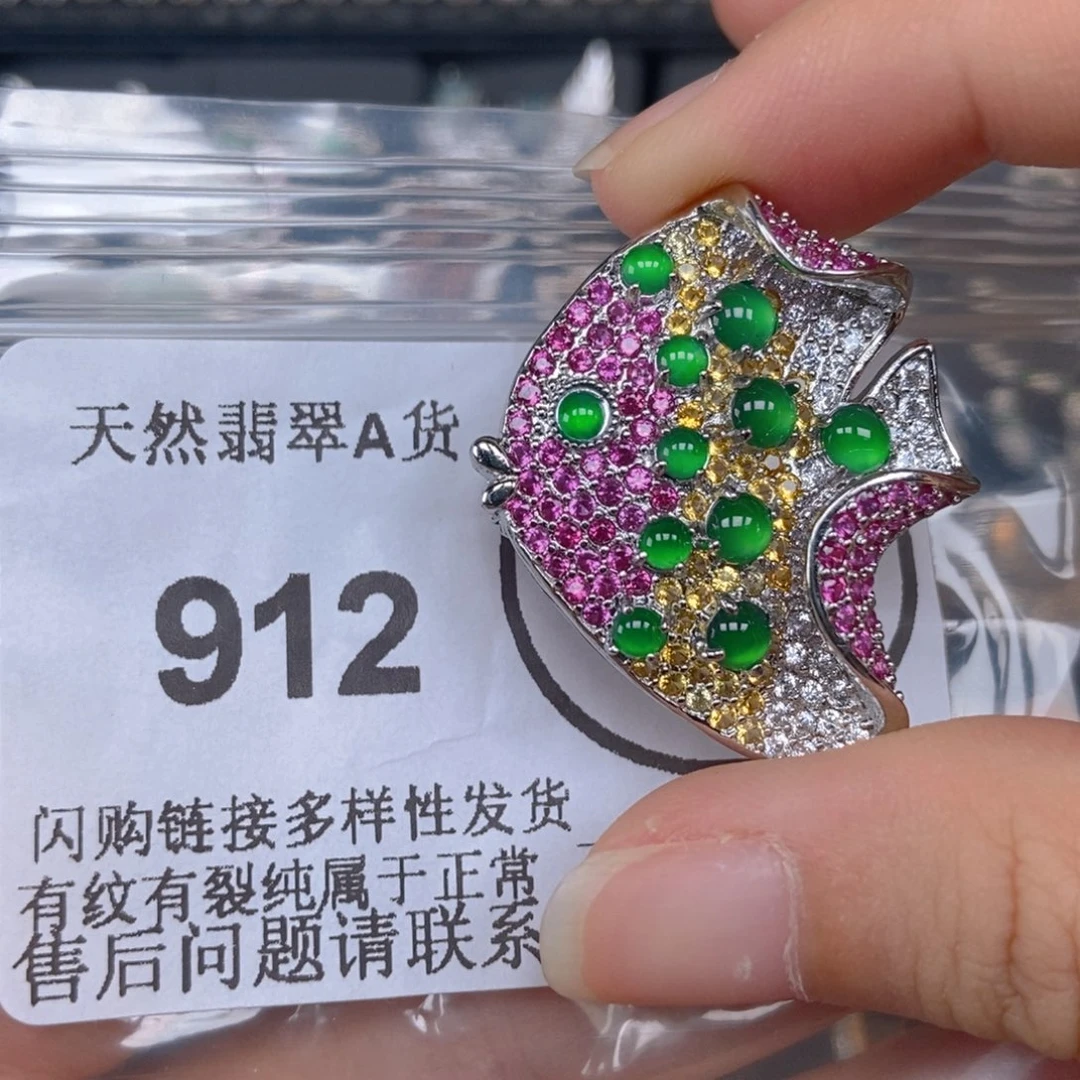 天然翡翠A货
912
闪购链接多样性发货
有纹有裂纯属于正常
售后问题请联系